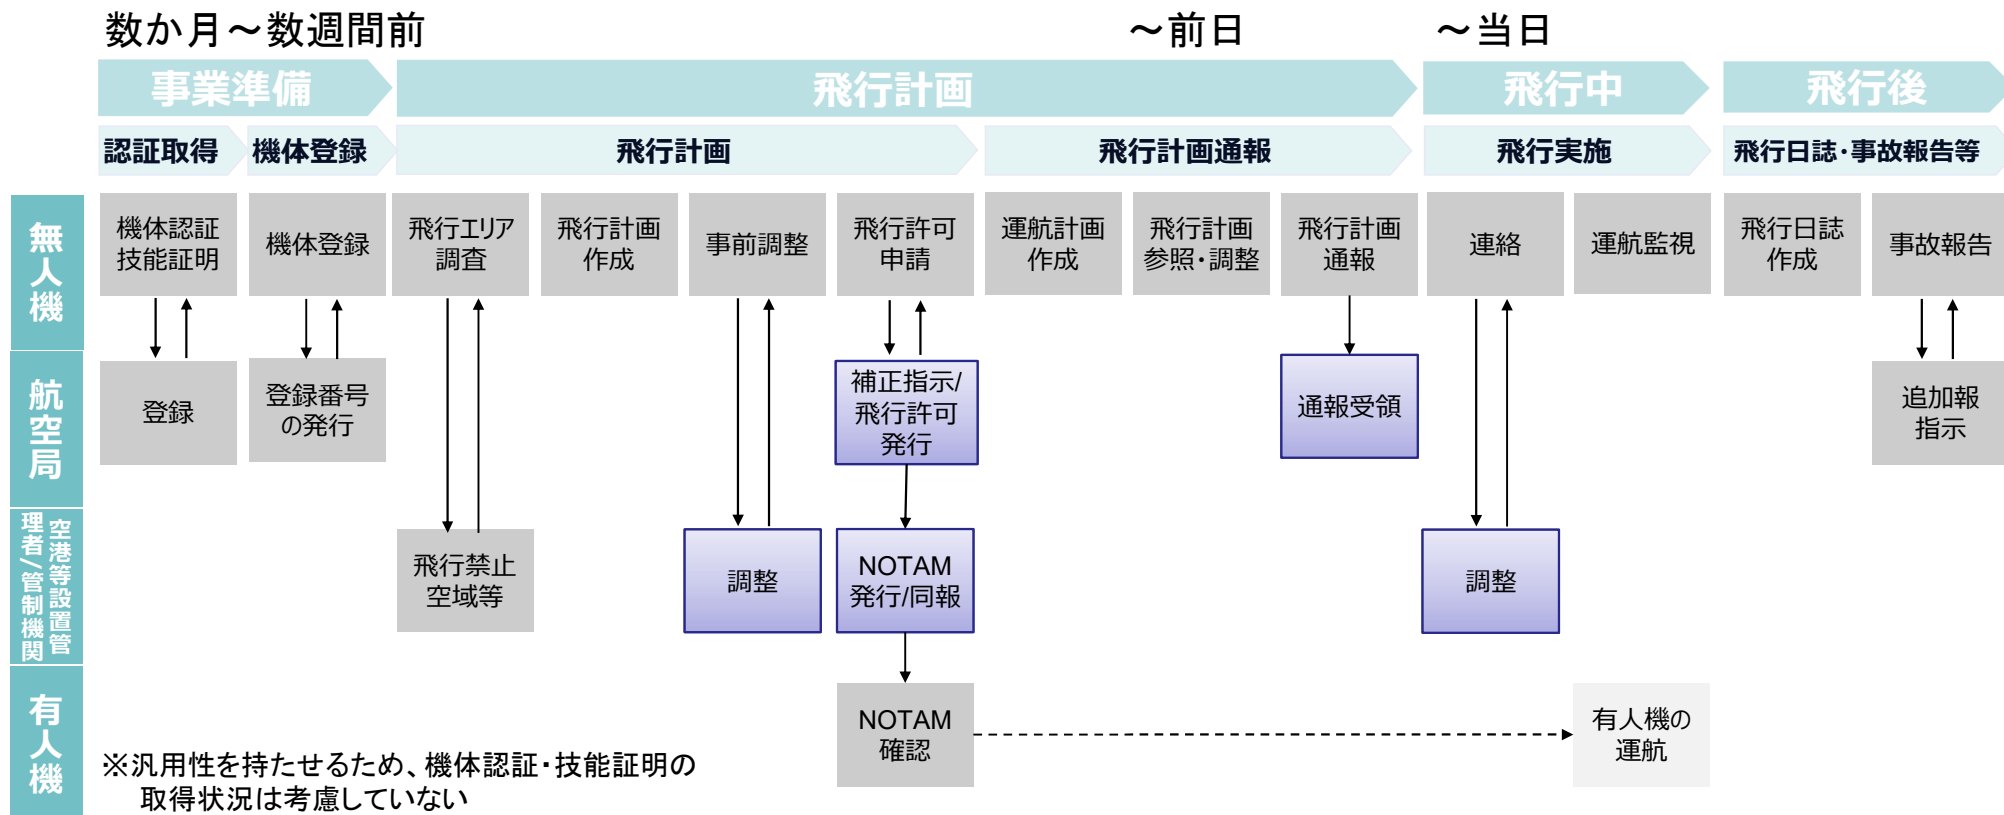 数か月～数週間前
～前日
～当日
事業準備
飛行計画
飛行中
飛行後
認証取得
機体登録
飛行計画
飛行計画通報
飛行実施
飛行日誌・事故報告等
無人機
機体認証
技能証明
機体登録
飛行エリア
調査
飛行計画
作成
事前調整
飛行許可
申請
運航計画
作成
飛行計画
参照・調整
飛行計画
通報
連絡
運航監視
飛行日誌
作成
事故報告
航空局
登録
登録番号
の発行
補正指示/
飛行許可
発行
通報受領
追加報
指示
空港等設置管
理者/管制機関
飛行禁止
空域等
調整
NOTAM
発行/同報
調整
有人機
NOTAM
確認
有人機の
運航
※汎用性を持たせるため、機体認証・技能証明の
取得状況は考慮していない